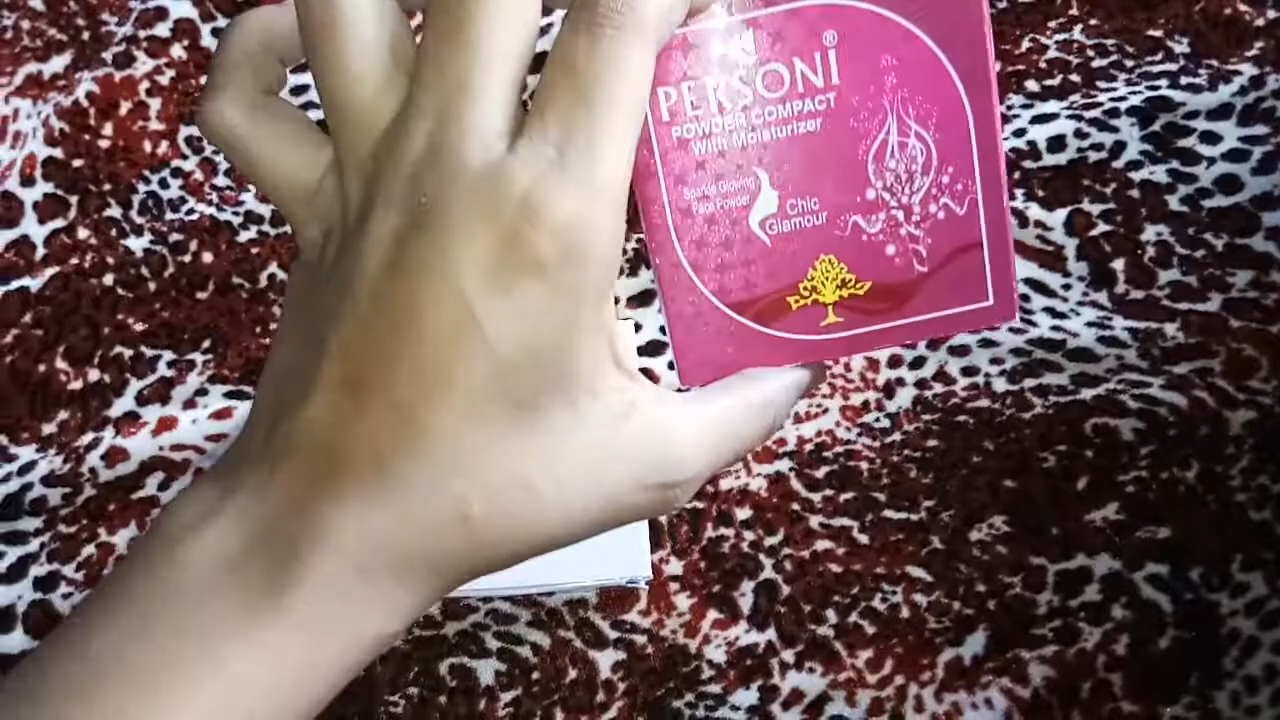 PERSONI®
POWDER COMPACT
With Moisturizer
Sparkle Glowing
Face Powder
Chic
Glamour